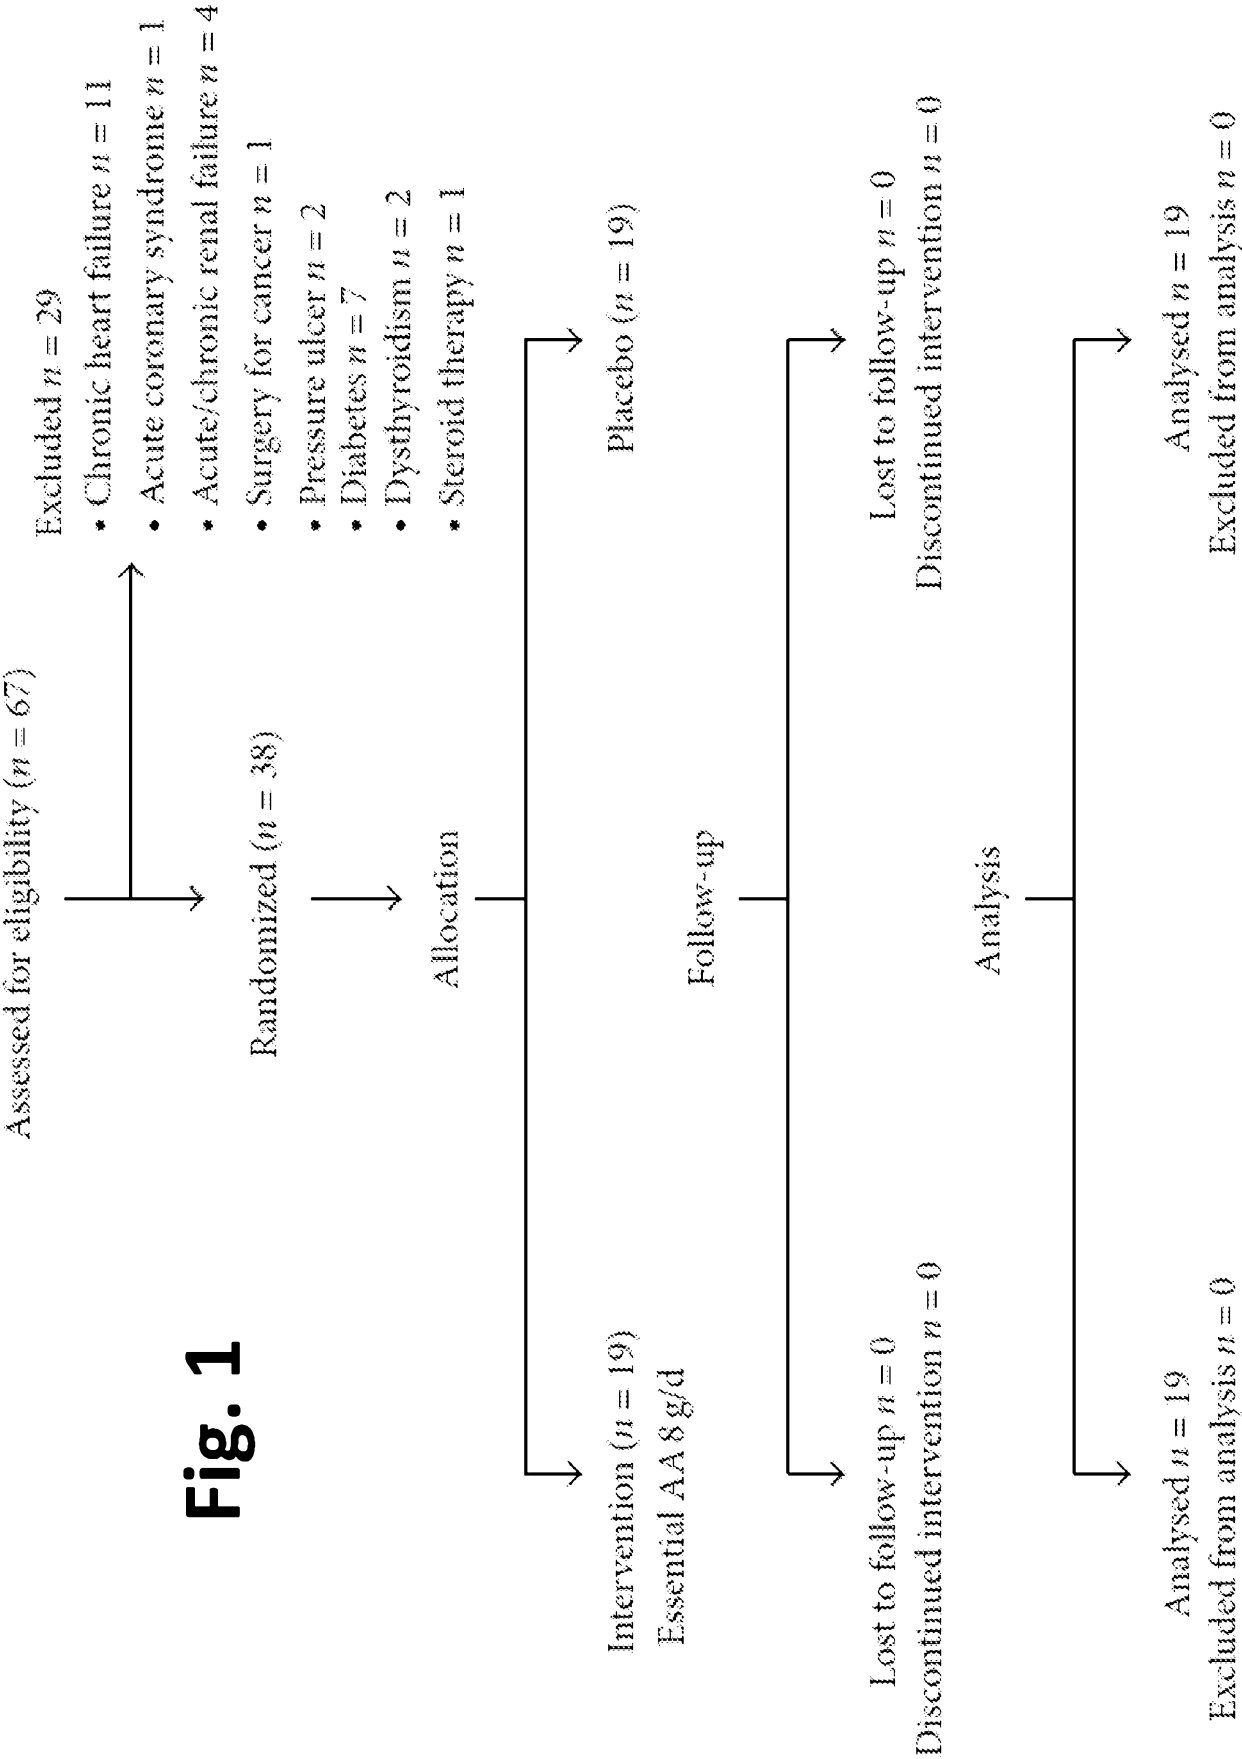 Fig. 1
Assessed for eligibility (n = 67)
Excluded n = 29
• Chronic heart failure n = 11
• Acute coronary syndrome n = 1
• Acute/chronic renal failure n = 4
• Surgery for cancer n = 1
• Pressure ulcer n = 2
• Diabetes n = 7
• Dysthyroidism n = 2
• Steroid therapy n = 1
Randomized (n = 38)
Allocation
Intervention (n = 19)
Essential AA 8 g/d
Placebo (n = 19)
Follow-up
Lost to follow-up n = 0
Discontinued intervention n = 0
Lost to follow-up n = 0
Discontinued intervention n = 0
Analysis
Analysed n = 19
Excluded from analysis n = 0
Analysed n = 19
Excluded from analysis n = 0